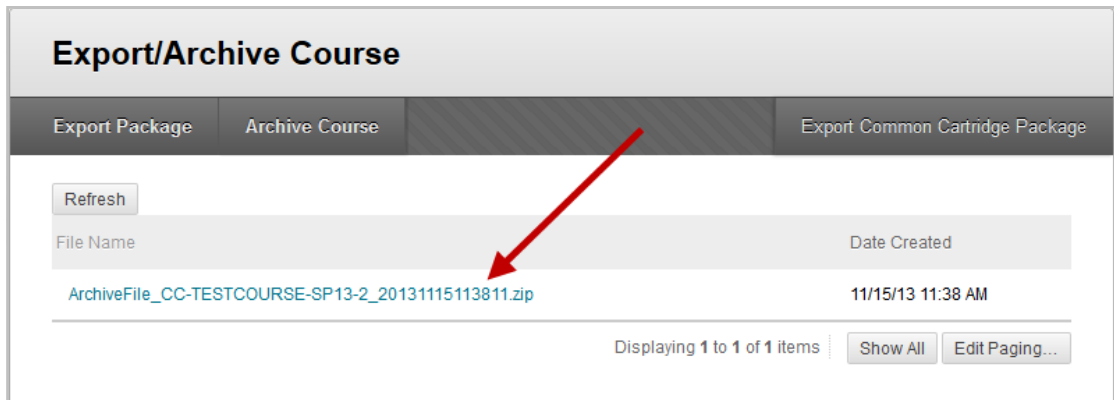 Export/Archive Course
Export Package Archive Course Export Common Cartridge Package
Refresh
File Name Date Created
ArchiveFile_CC-TESTCOURSE-SP13-2_20131115113811.zip 11/15/13 11:38 AM
Displaying 1 to 1 of 1 items Show All Edit Paging...